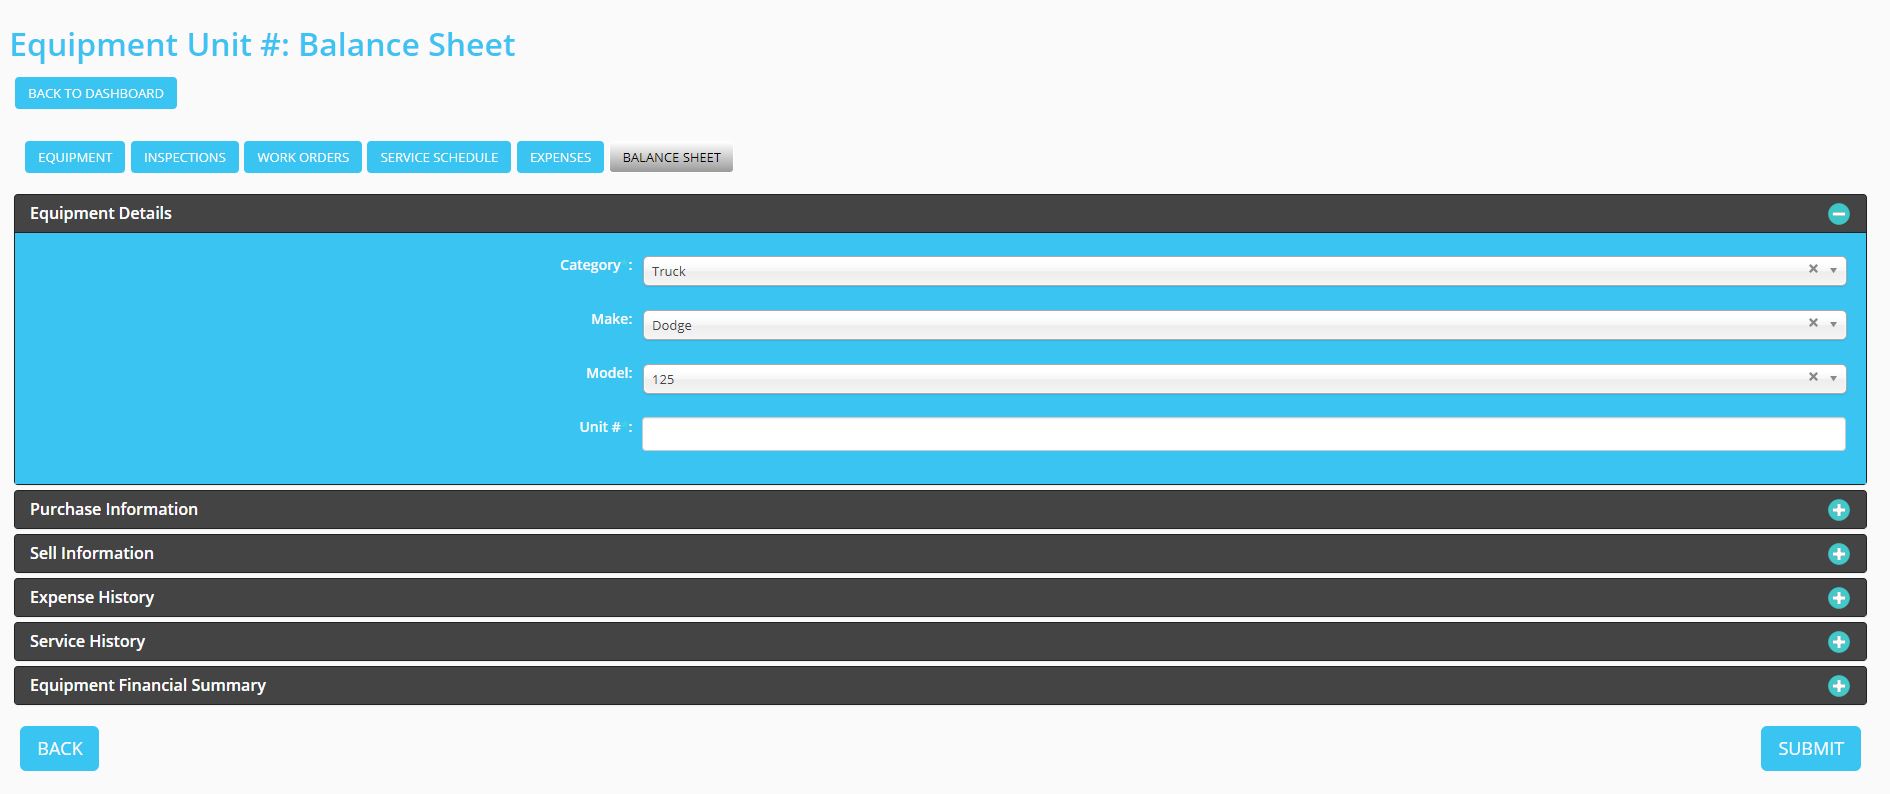 Equipment Unit #: Balance Sheet
BACK TO DASHBOARD
EQUIPMENT INSPECTIONS WORK ORDERS SERVICE SCHEDULE EXPENSES BALANCE SHEET
Equipment Details
Category : Truck
Make: Dodge
Model: 125
Unit # :
Purchase Information
Sell Information
Expense History
Service History
Equipment Financial Summary
BACK SUBMIT